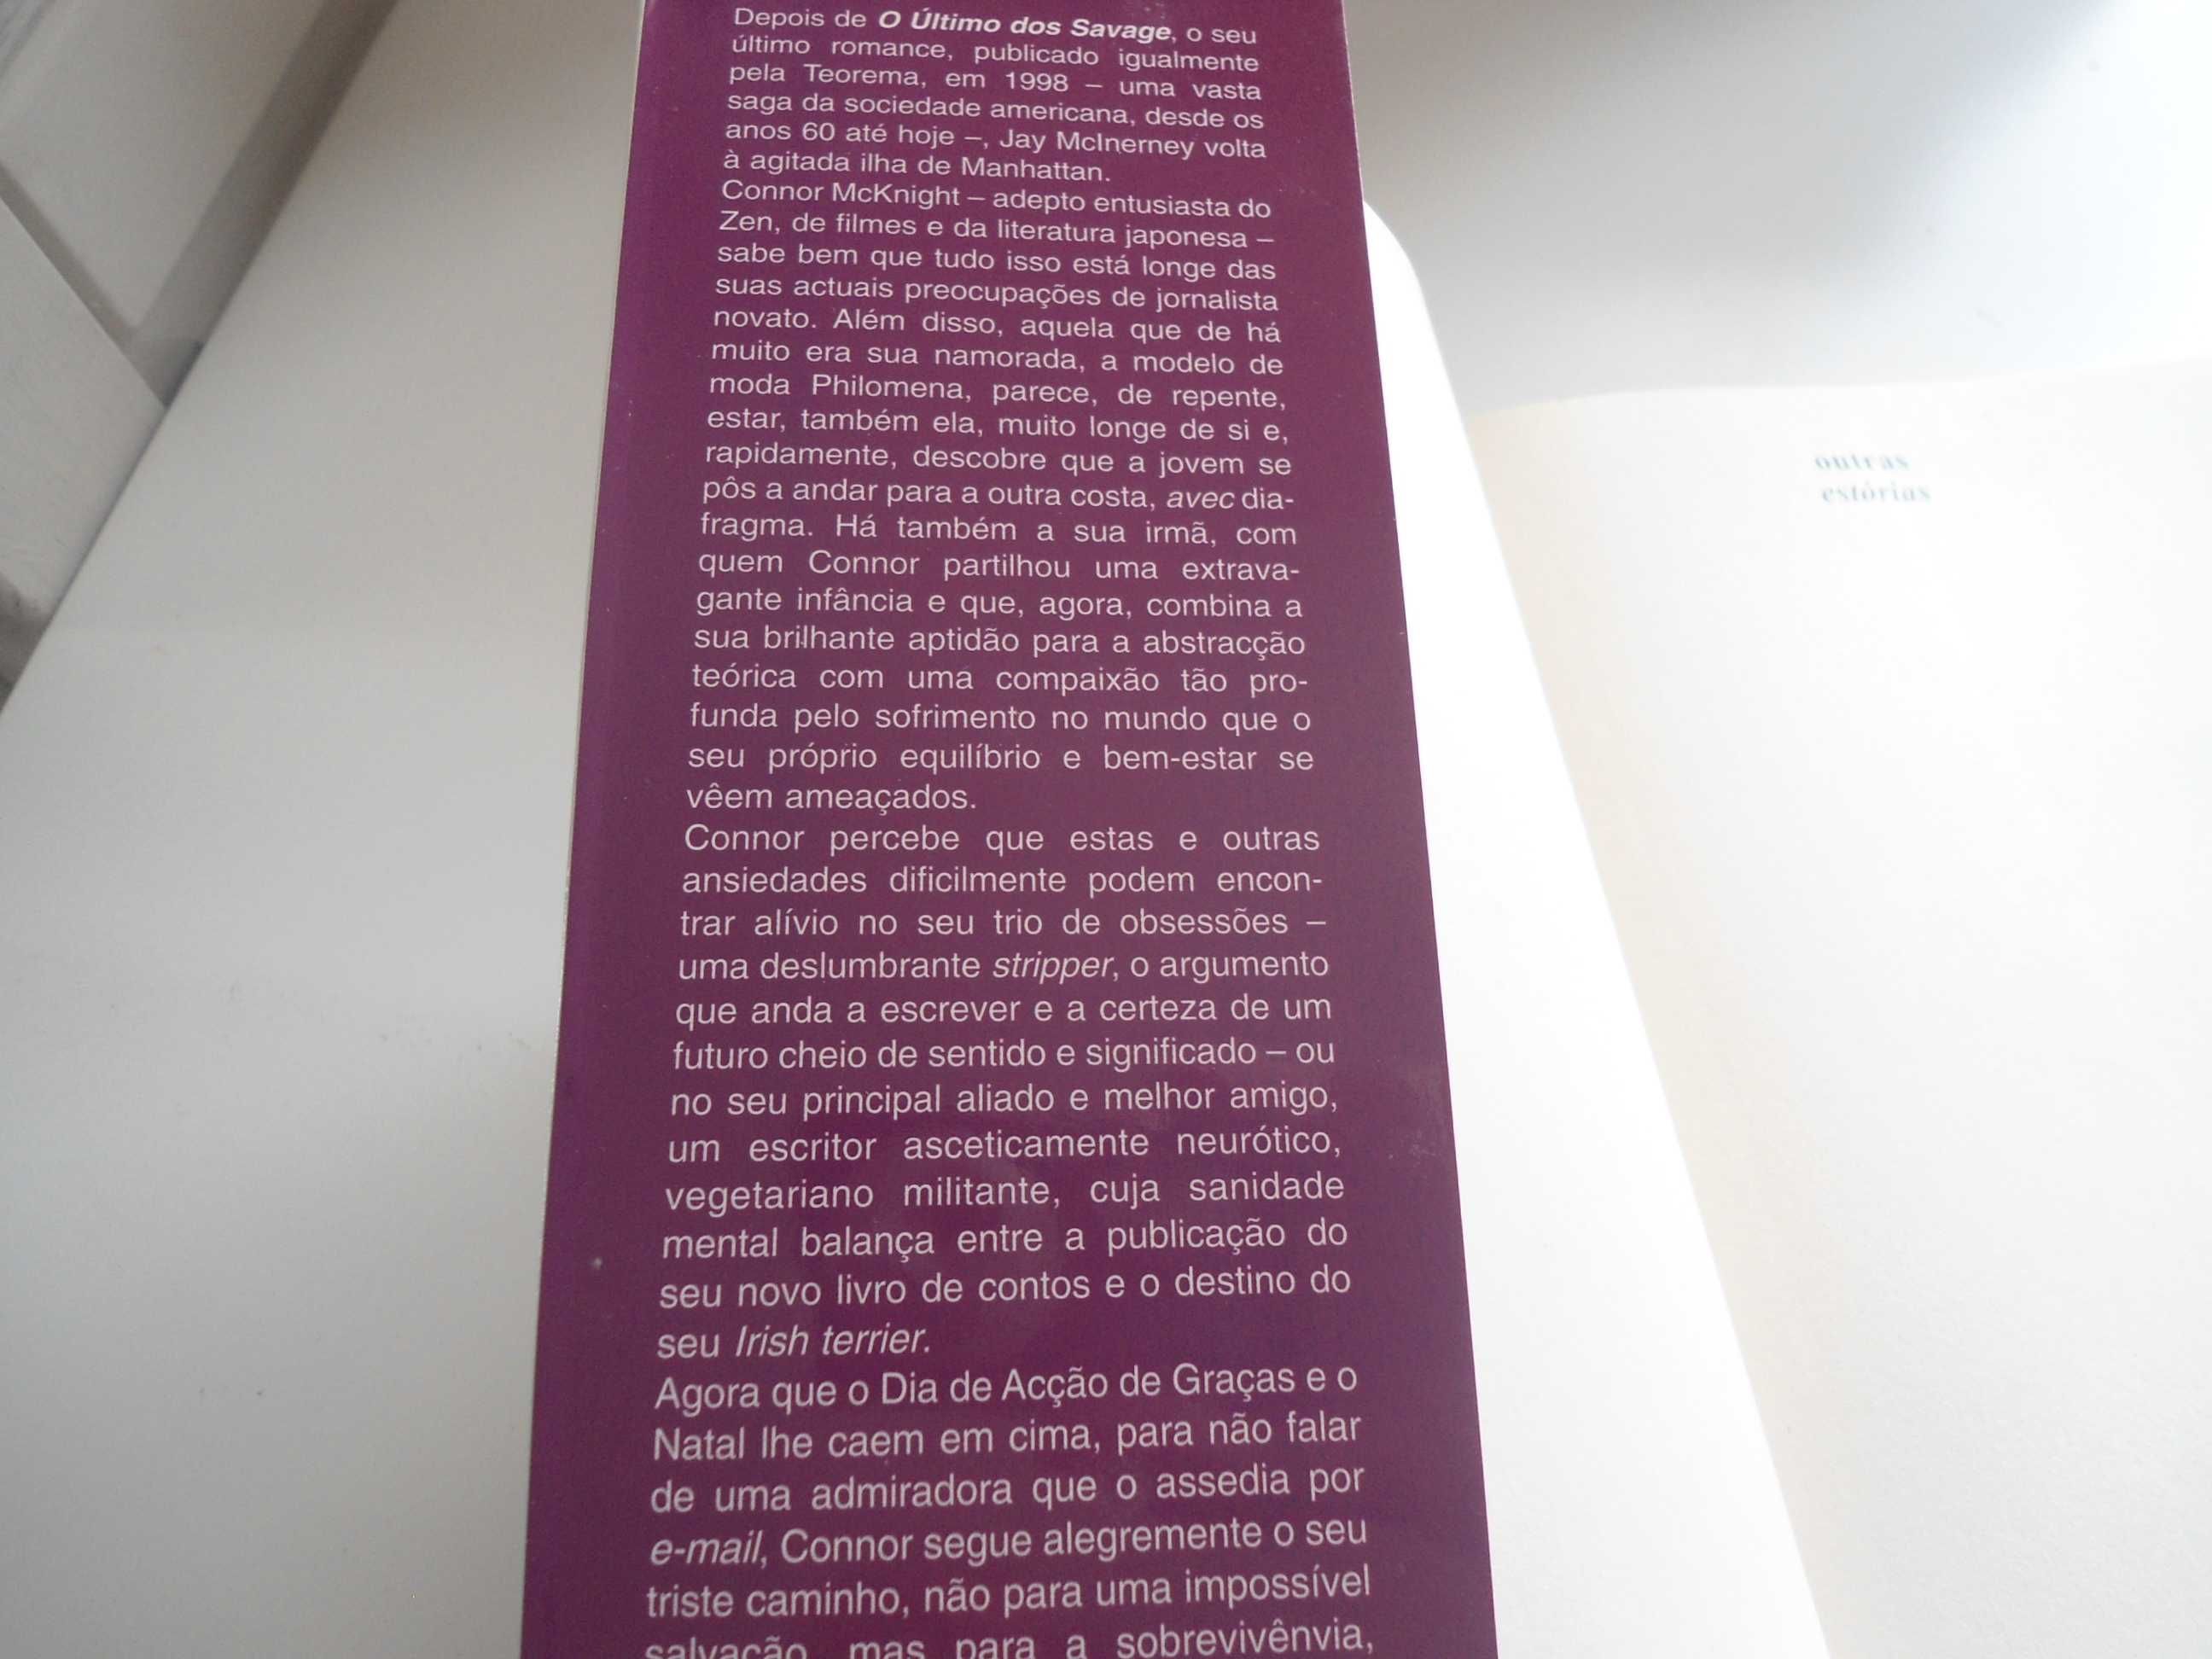 Depois de O Último dos Savage, o seu
último romance, publicado igualmente
pela Teorema, em 1998 – uma vasta
saga da sociedade americana, desde os
anos 60 até hoje –, Jay McInerney volta
à agitada ilha de Manhattan.
Connor McKnight – adepto entusiasta do
Zen, de filmes e da literatura japonesa –
sabe bem que tudo isso está longe das
suas actuais preocupações de jornalista
novato. Além disso, aquela que de há
muito era sua namorada, a modelo de
moda Philomena, parece, de repente,
estar, também ela, muito longe de si e,
rapidamente, descobre que a jovem se
pôs a andar para a outra costa, avec dia-
fragma. Há também a sua irmã, com
quem Connor partilhou uma extrava-
gante infância e que, agora, combina a
sua brilhante aptidão para a abstracção
teórica com uma compaixão tão pro-
funda pelo sofrimento no mundo que o
seu próprio equilíbrio e bem-estar se
vêem ameaçados.
Connor percebe que estas e outras
ansiedades dificilmente podem encon-
trar alívio no seu trio de obsessões –
uma deslumbrante stripper, o argumento
que anda a escrever e a certeza de um
futuro cheio de sentido e significado – ou
no seu principal aliado e melhor amigo,
um escritor asceticamente neurótico,
vegetariano militante, cuja sanidade
mental balança entre a publicação do
seu novo livro de contos e o destino do
seu Irish terrier.
Agora que o Dia de Acção de Graças e o
Natal lhe caem em cima, para não falar
de uma admiradora que o assedia por
e-mail, Connor segue alegremente o seu
triste caminho, não para uma impossível
salvação, mas para a sobrevivênvia,
outras
estórias